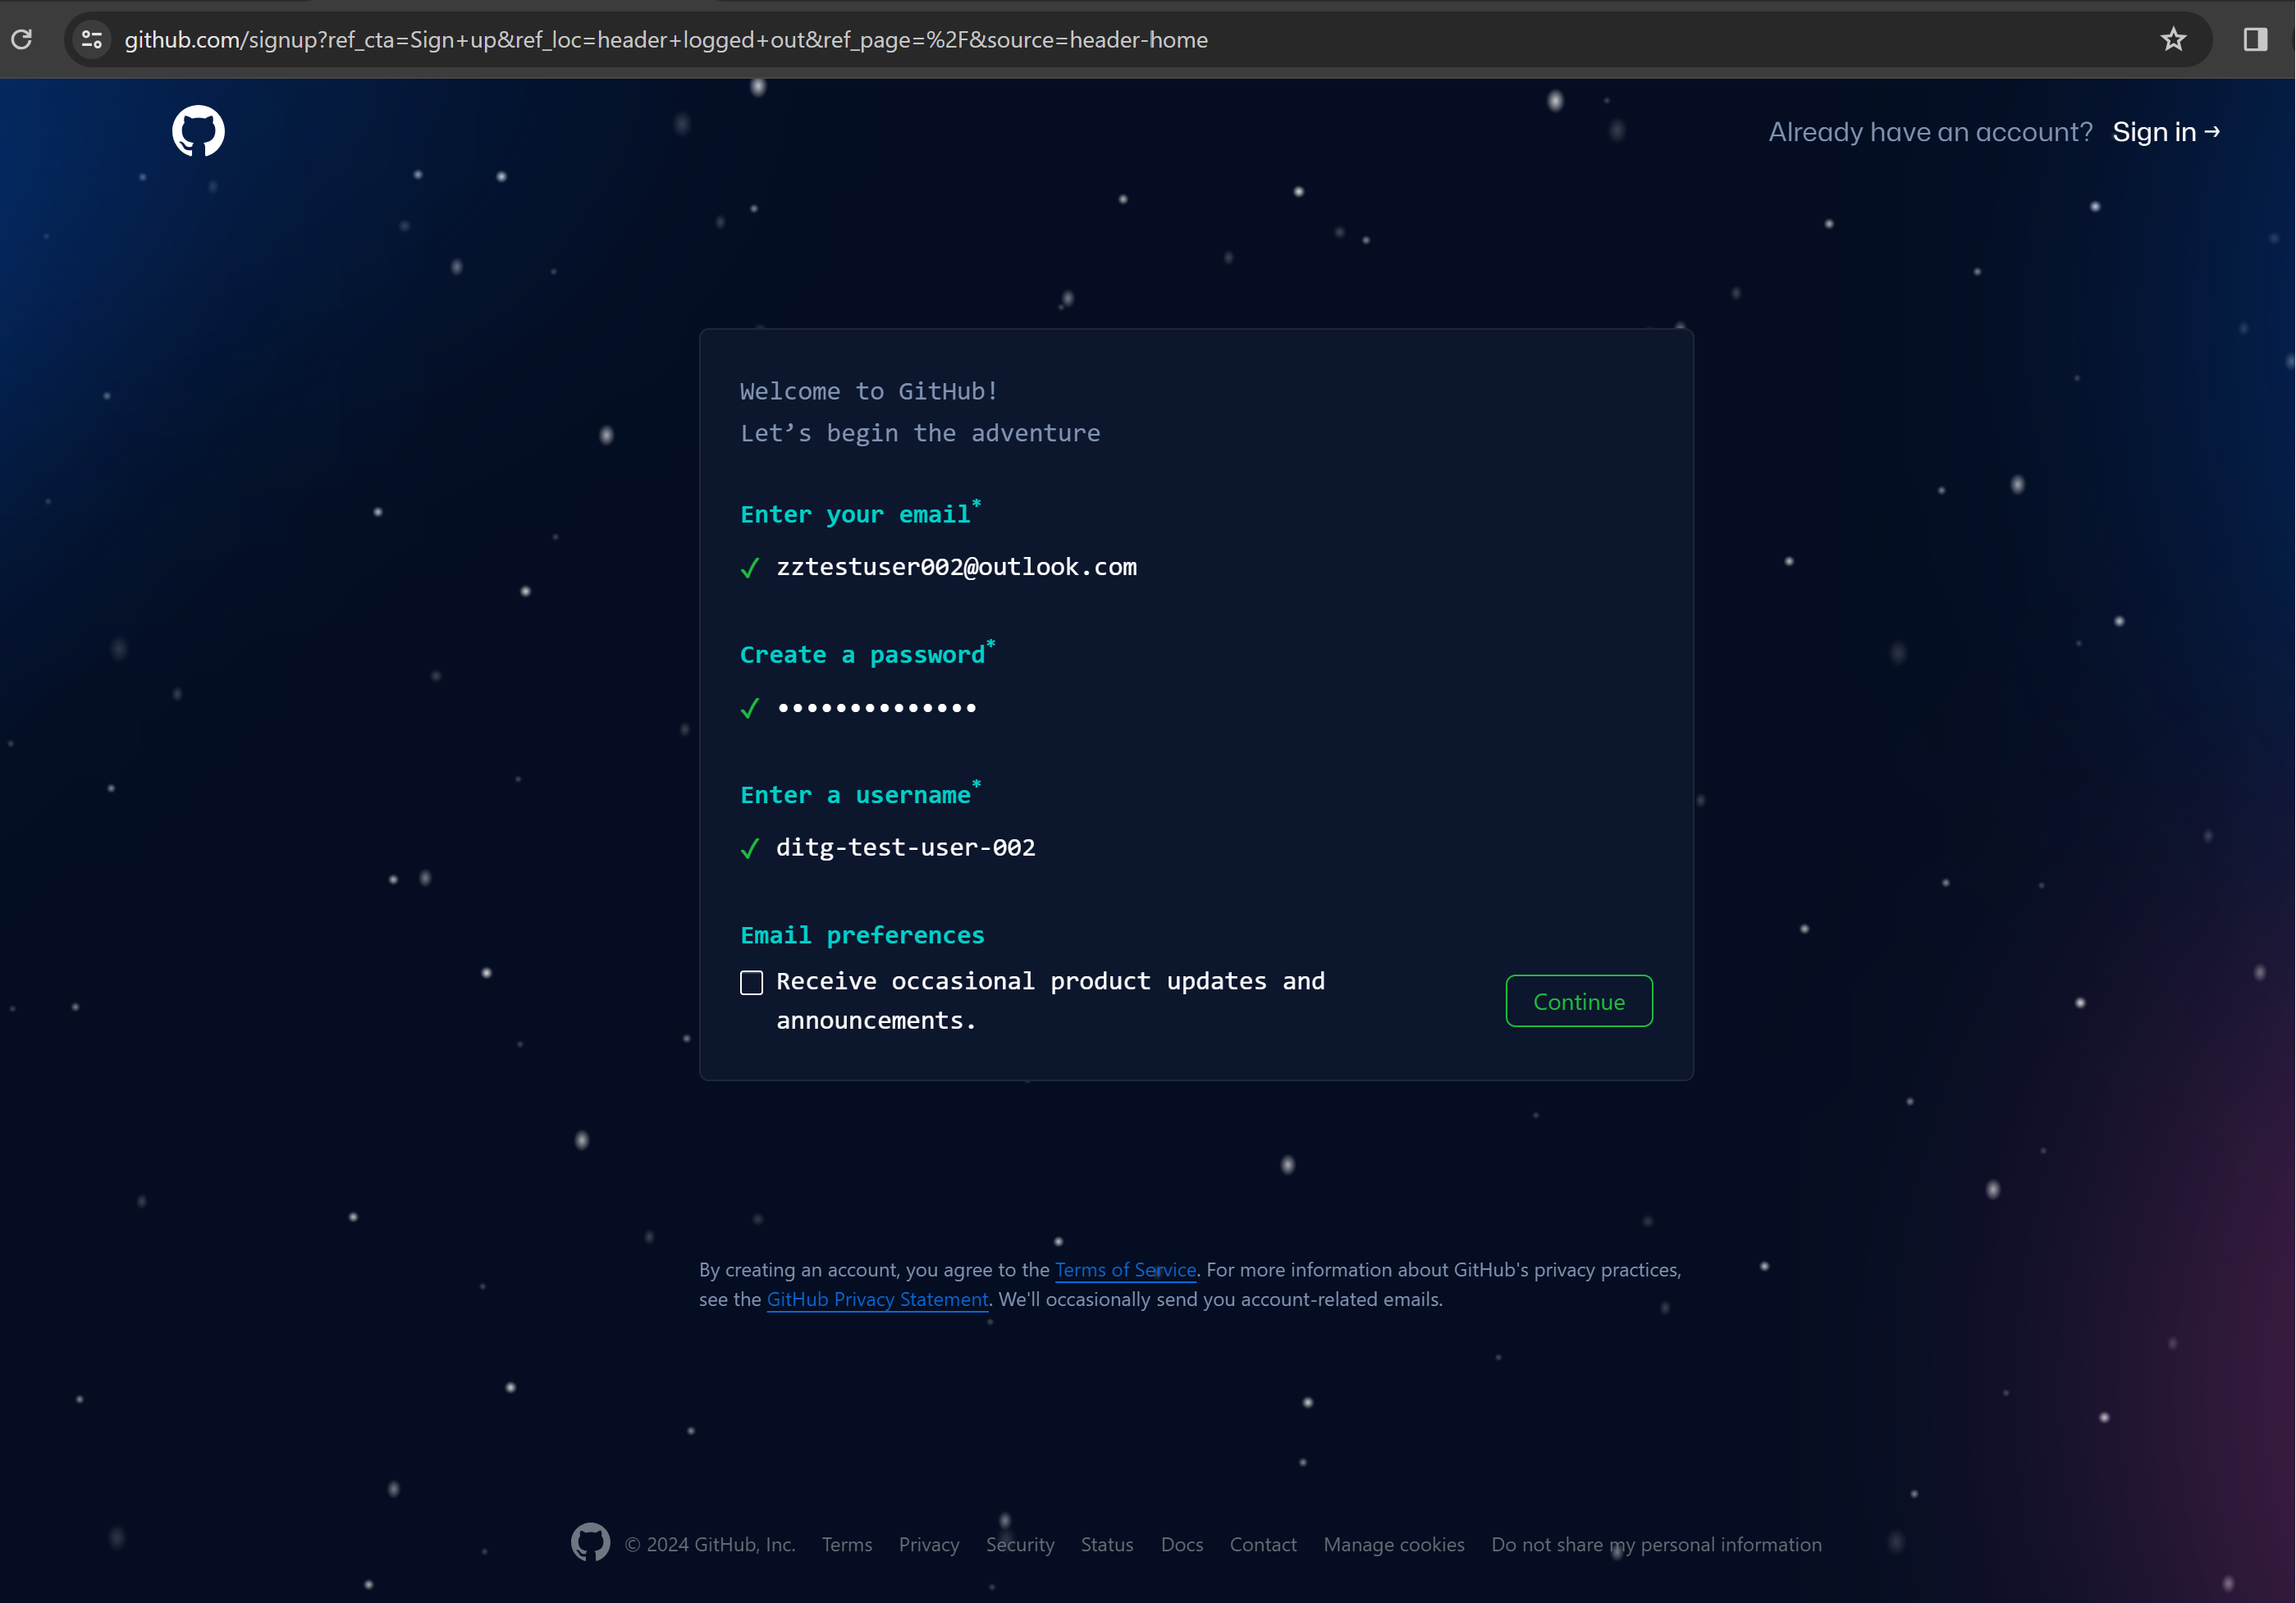 github.com/signup?ref_cta=Sign+up&ref_loc=header+logged+out&ref_page=%2F&source=header-home
Already have an account? Sign in →
Welcome to GitHub!
Let’s begin the adventure
Enter your email*
✓ zztestuser002@outlook.com
Create a password*
✓ ••••••••••••••
Enter a username*
✓ ditg-test-user-002
Email preferences
Receive occasional product updates and
announcements.
Continue
By creating an account, you agree to the Terms of Service. For more information about GitHub's privacy practices,
see the GitHub Privacy Statement. We'll occasionally send you account-related emails.
© 2024 GitHub, Inc. Terms Privacy Security Status Docs Contact Manage cookies Do not share my personal information